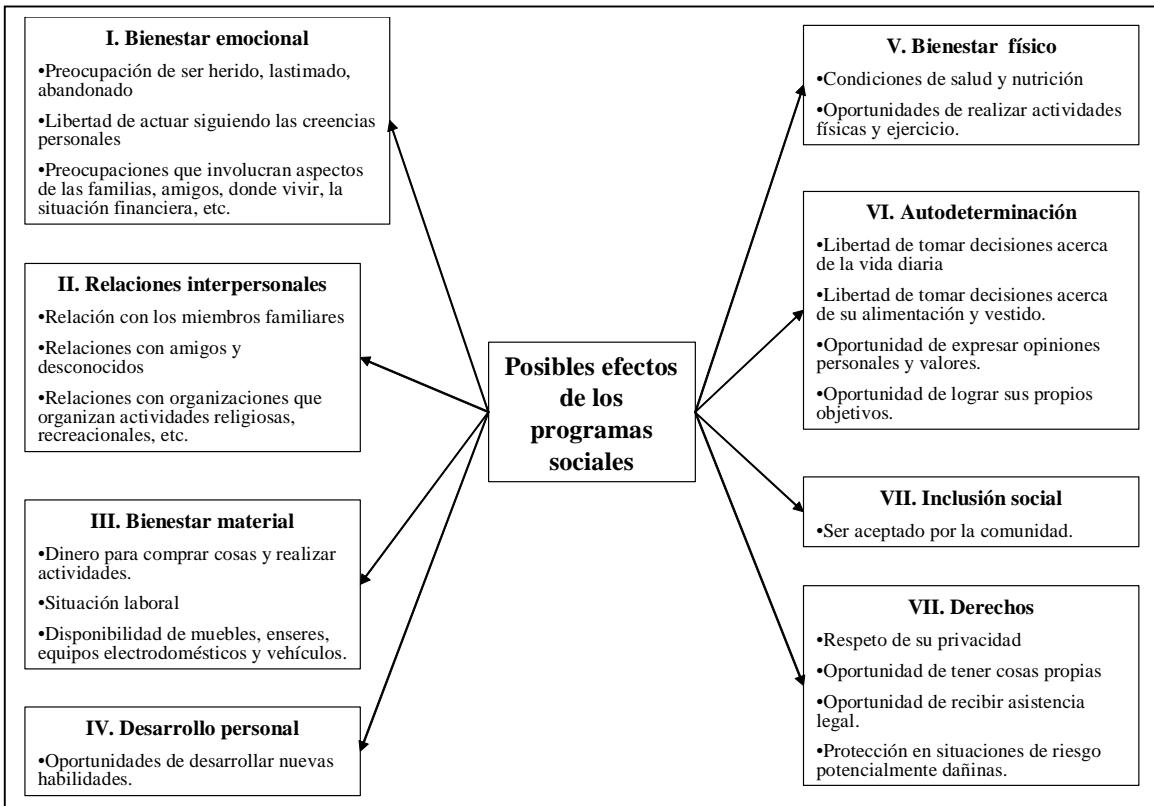 I. Bienestar emocional
•Preocupación de ser herido, lastimado,
abandonado
•Libertad de actuar siguiendo las creencias
personales
•Preocupaciones que involucran aspectos
de las familias, amigos, donde vivir, la
situación financiera, etc.
II. Relaciones interpersonales
•Relación con los miembros familiares
•Relaciones con amigos y
desconocidos
•Relaciones con organizaciones que
organizan actividades religiosas,
recreacionales, etc.
III. Bienestar material
•Dinero para comprar cosas y realizar
actividades.
•Situación laboral
•Disponibilidad de muebles, enseres,
equipos electrodomésticos y vehículos.
IV. Desarrollo personal
•Oportunidades de desarrollar nuevas
habilidades.
Posibles efectos
de los
programas
sociales
V. Bienestar físico
•Condiciones de salud y nutrición
•Oportunidades de realizar actividades
físicas y ejercicio.
VI. Autodeterminación
•Libertad de tomar decisiones acerca
de la vida diaria
•Libertad de tomar decisiones acerca
de su alimentación y vestido.
•Oportunidad de expresar opiniones
personales y valores.
•Oportunidad de lograr sus propios
objetivos.
VII. Inclusión social
•Ser aceptado por la comunidad.
VII. Derechos
•Respeto de su privacidad
•Oportunidad de tener cosas propias
•Oportunidad de recibir asistencia
legal.
•Protección en situaciones de riesgo
potencialmente dañinas.